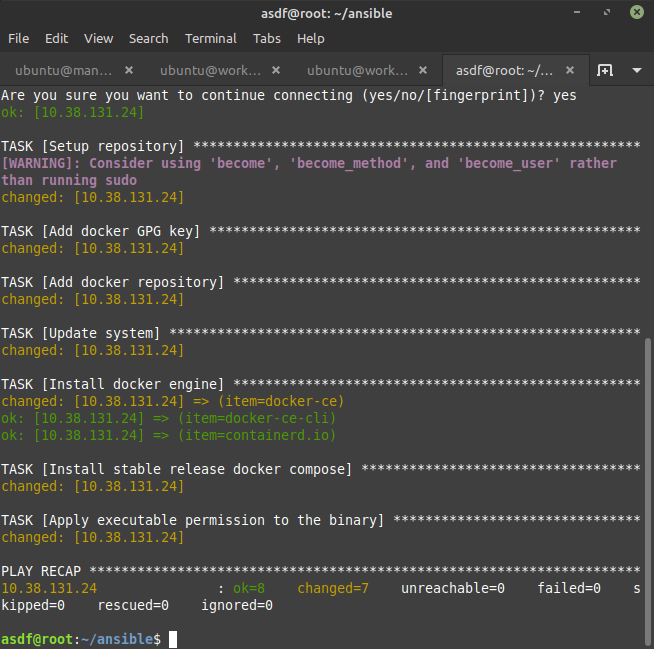 asdf@root: ~/ansible
File Edit View Search Terminal Tabs Help
ubuntu@man... ubuntu@work... ubuntu@work... asdf@root: ~/...
Are you sure you want to continue connecting (yes/no/[fingerprint])? yes
ok: [10.38.131.24]
TASK [Setup repository] ********************************************************
[WARNING]: Consider using 'become', 'become_method', and 'become_user' rather
than running sudo
changed: [10.38.131.24]
TASK [Add docker GPG key] ******************************************************
changed: [10.38.131.24]
TASK [Add docker repository] ***************************************************
changed: [10.38.131.24]
TASK [Update system] ***********************************************************
changed: [10.38.131.24]
TASK [Install docker engine] ***************************************************
changed: [10.38.131.24] => (item=docker-ce)
ok: [10.38.131.24] => (item=docker-ce-cli)
ok: [10.38.131.24] => (item=containerd.io)
TASK [Install stable release docker compose] ***********************************
changed: [10.38.131.24]
TASK [Apply executable permission to the binary] *******************************
changed: [10.38.131.24]
PLAY RECAP *********************************************************************
10.38.131.24               : ok=8    changed=7    unreachable=0    failed=0    s
kipped=0    rescued=0    ignored=0
asdf@root:~/ansible$